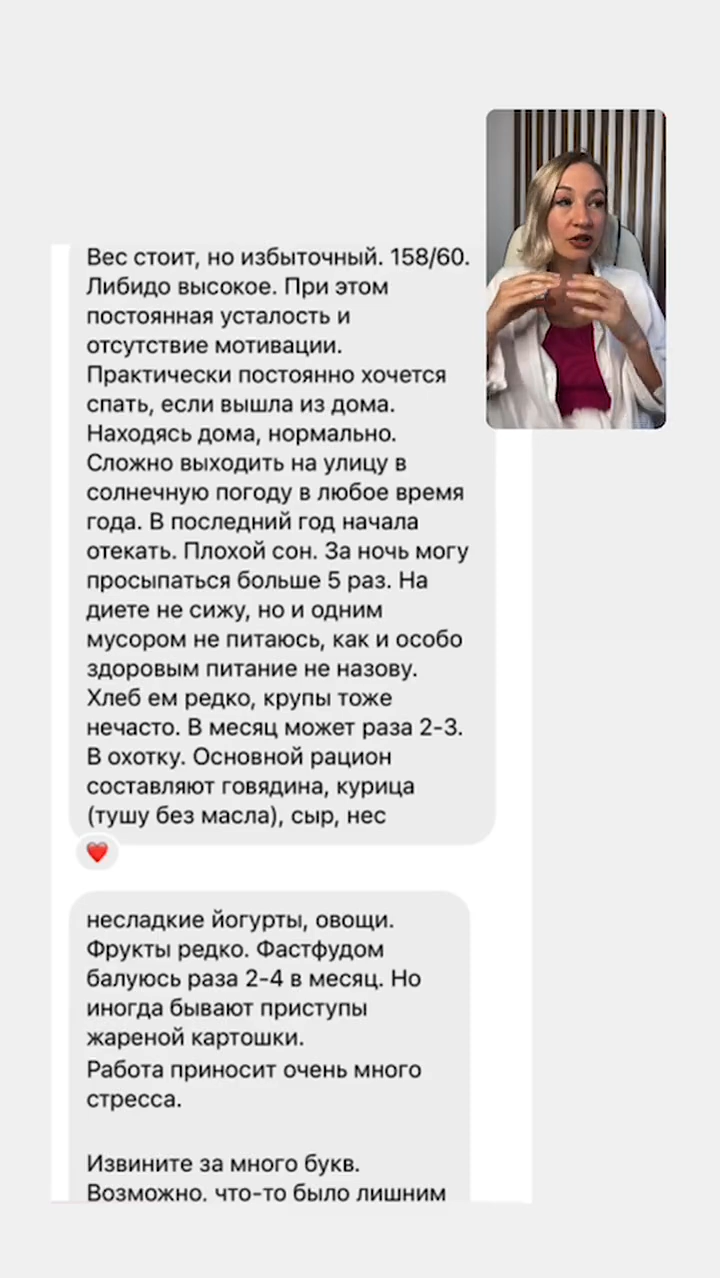 Вес стоит, но избыточный. 158/60.
Либидо высокое. При этом
постоянная усталость и
отсутствие мотивации.
Практически постоянно хочется
спать, если вышла из дома.
Находясь дома, нормально.
Сложно выходить на улицу в
солнечную погоду в любое время
года. В последний год начала
отекать. Плохой сон. За ночь могу
просыпаться больше 5 раз. На
диете не сижу, но и одним
мусором не питаюсь, как и особо
здоровым питание не назову.
Хлеб ем редко, крупы тоже
нечасто. В месяц может раза 2-3.
В охотку. Основной рацион
составляют говядина, курица
(тушу без масла), сыр, нес
несладкие йогурты, овощи.
Фрукты редко. Фастфудом
балуюсь раза 2-4 в месяц. Но
иногда бывают приступы
жареной картошки.
Работа приносит очень много
стресса.
Извините за много букв.
Возможно, что-то было лишним